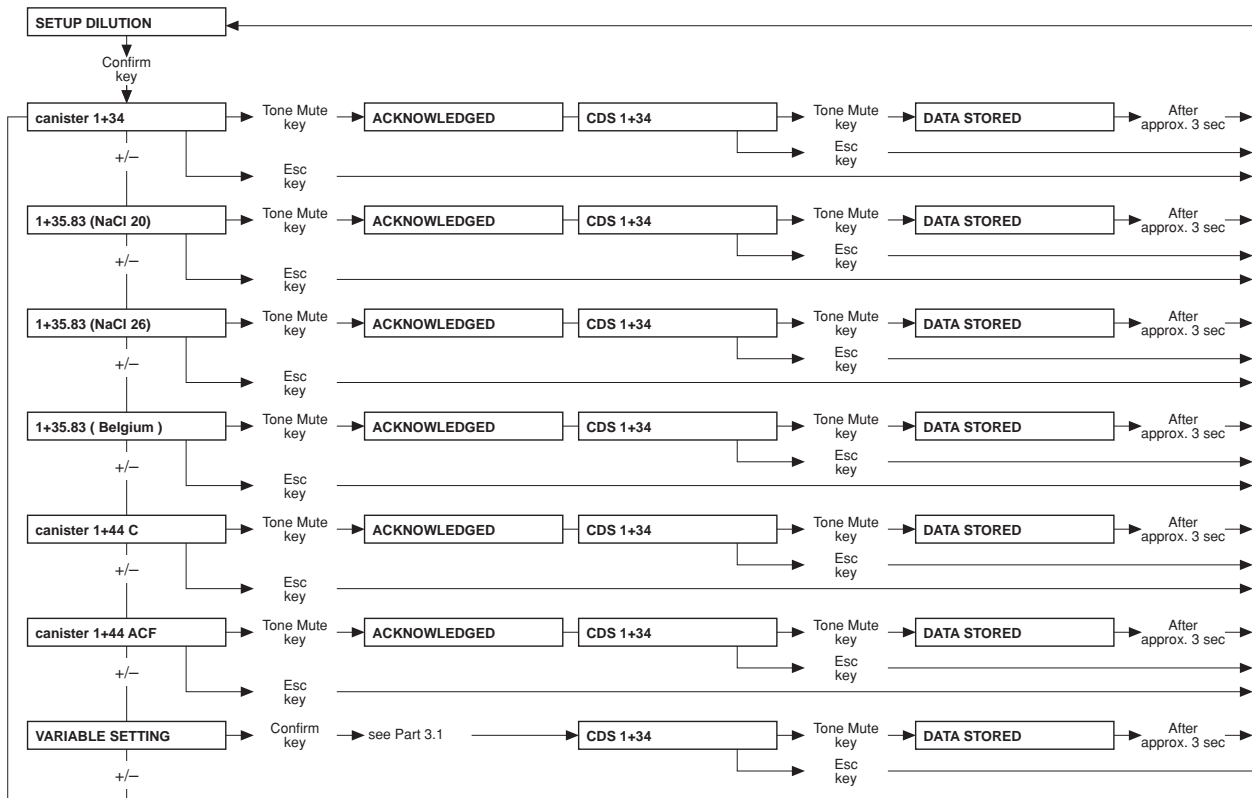 SETUP DILUTION
Confirm
key
canister 1+34
Tone Mute
key
ACKNOWLEDGED
CDS 1+34
Tone Mute
key
DATA STORED
After
approx. 3 sec
+/–
Esc
key
Esc
key
1+35.83 (NaCl 20)
Tone Mute
key
ACKNOWLEDGED
CDS 1+34
Tone Mute
key
DATA STORED
After
approx. 3 sec
+/–
Esc
key
Esc
key
1+35.83 (NaCl 26)
Tone Mute
key
ACKNOWLEDGED
CDS 1+34
Tone Mute
key
DATA STORED
After
approx. 3 sec
+/–
Esc
key
Esc
key
1+35.83 ( Belgium )
Tone Mute
key
ACKNOWLEDGED
CDS 1+34
Tone Mute
key
DATA STORED
After
approx. 3 sec
+/–
Esc
key
Esc
key
canister 1+44 C
Tone Mute
key
ACKNOWLEDGED
CDS 1+34
Tone Mute
key
DATA STORED
After
approx. 3 sec
+/–
Esc
key
Esc
key
canister 1+44 ACF
Tone Mute
key
ACKNOWLEDGED
CDS 1+34
Tone Mute
key
DATA STORED
After
approx. 3 sec
+/–
Esc
key
Esc
key
VARIABLE SETTING
Confirm
key
see Part 3.1
CDS 1+34
Tone Mute
key
DATA STORED
After
approx. 3 sec
+/–
Esc
key